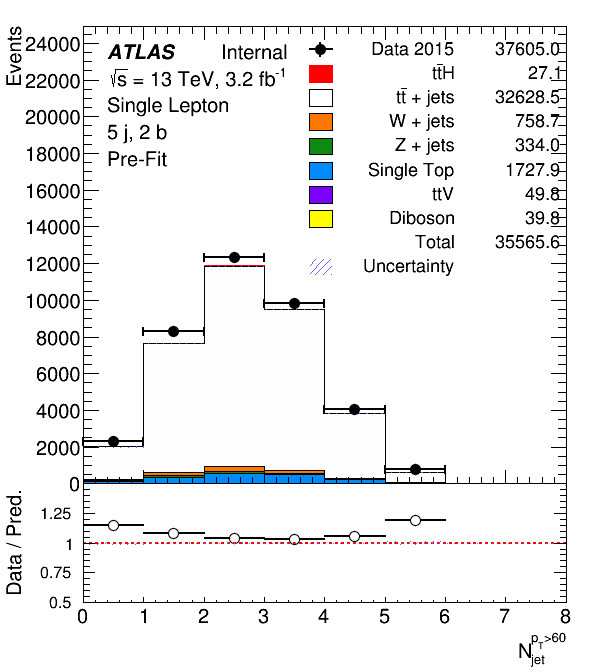 Events
24000
22000
20000
18000
16000
14000
12000
10000
8000
6000
4000
2000
0
ATLAS Internal
√s = 13 TeV, 3.2 fb⁻¹
Single Lepton
5 j, 2 b
Pre-Fit
Data 2015 37605.0
tt̄H 27.1
tt̄ + jets 32628.5
W + jets 758.7
Z + jets 334.0
Single Top 1727.9
ttV 49.8
Diboson 39.8
Total 35565.6
Uncertainty
Data / Pred.
1.25
1
0.75
0.5
0 1 2 3 4 5 6 7 8
N_jet^{p_T>60}